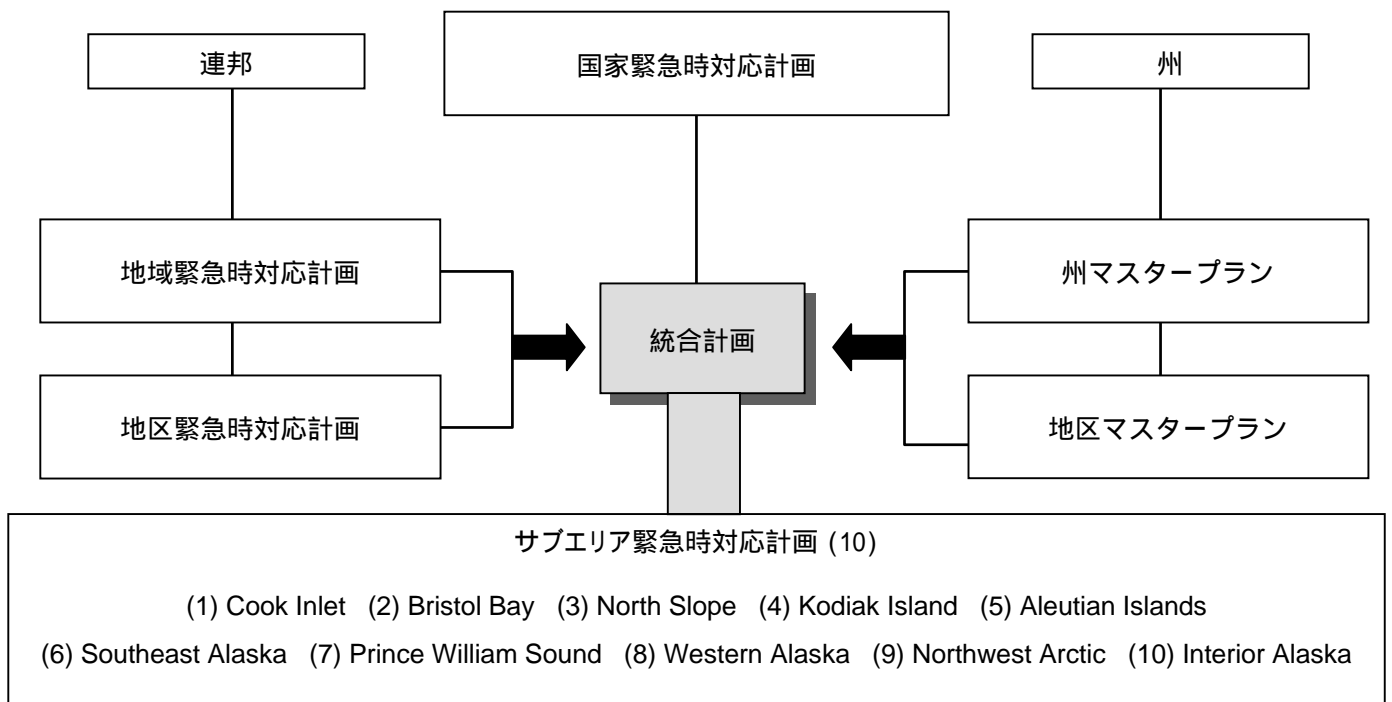 連邦
国家緊急時対応計画
州
地域緊急時対応計画
州マスタープラン
統合計画
地区緊急時対応計画
地区マスタープラン
サブエリア緊急時対応計画 (10)
(1) Cook Inlet (2) Bristol Bay (3) North Slope (4) Kodiak Island (5) Aleutian Islands
(6) Southeast Alaska (7) Prince William Sound (8) Western Alaska (9) Northwest Arctic (10) Interior Alaska